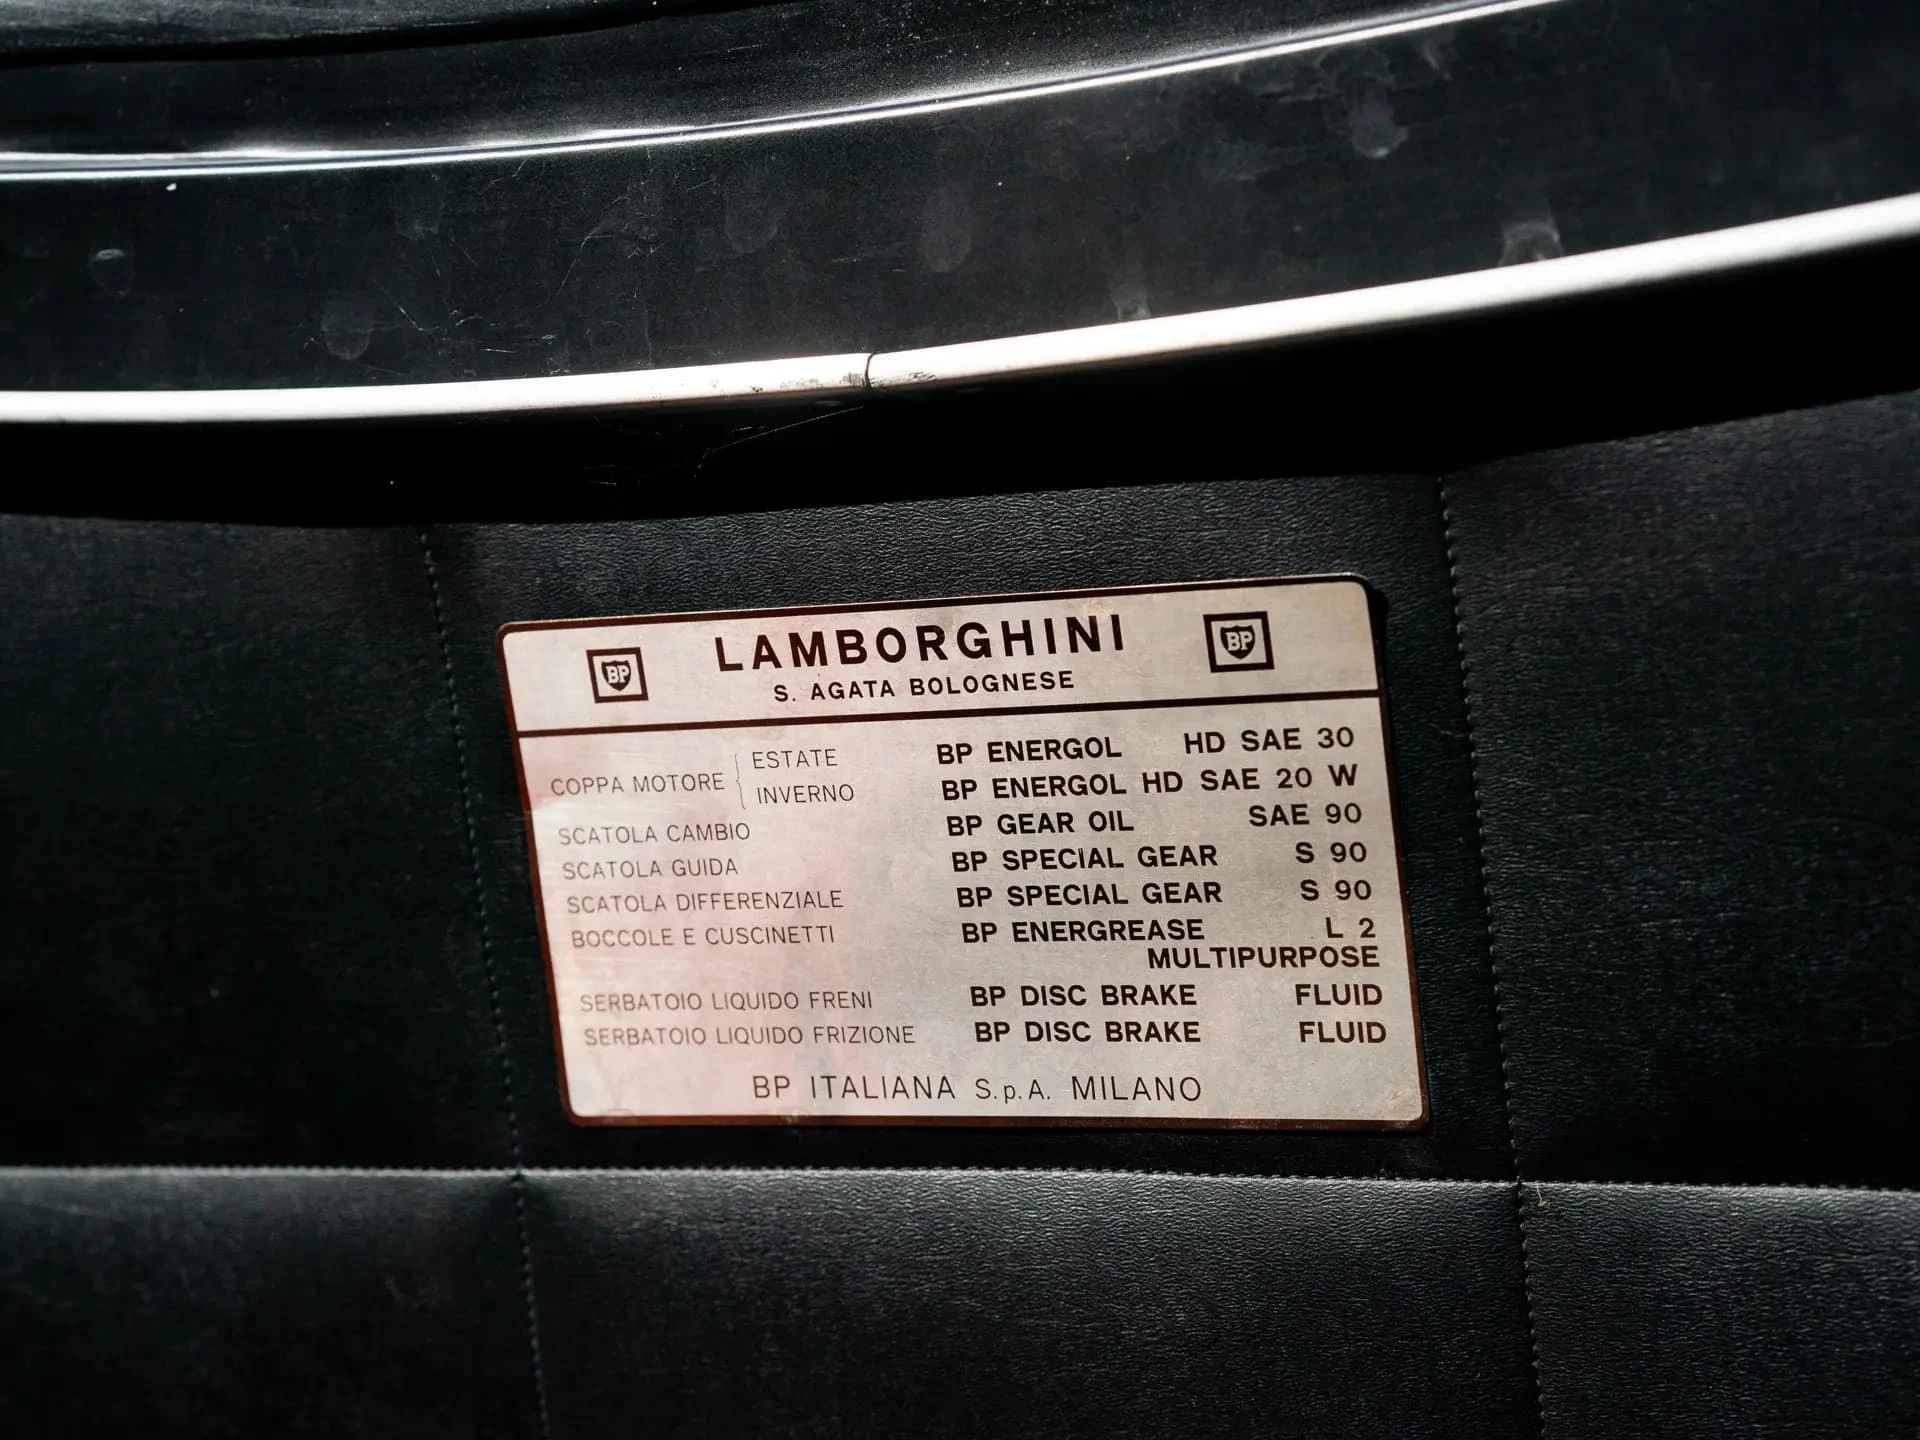 BP LAMBORGHINI BP
S. AGATA BOLOGNESE
COPPA MOTORE ESTATE BP ENERGOL HD SAE 30
INVERNO BP ENERGOL HD SAE 20 W
SCATOLA CAMBIO BP GEAR OIL SAE 90
SCATOLA GUIDA BP SPECIAL GEAR S 90
SCATOLA DIFFERENZIALE BP SPECIAL GEAR S 90
BOCCOLE E CUSCINETTI BP ENERGREASE L 2
MULTIPURPOSE
SERBATOIO LIQUIDO FRENI BP DISC BRAKE FLUID
SERBATOIO LIQUIDO FRIZIONE BP DISC BRAKE FLUID
BP ITALIANA S.p.A. MILANO